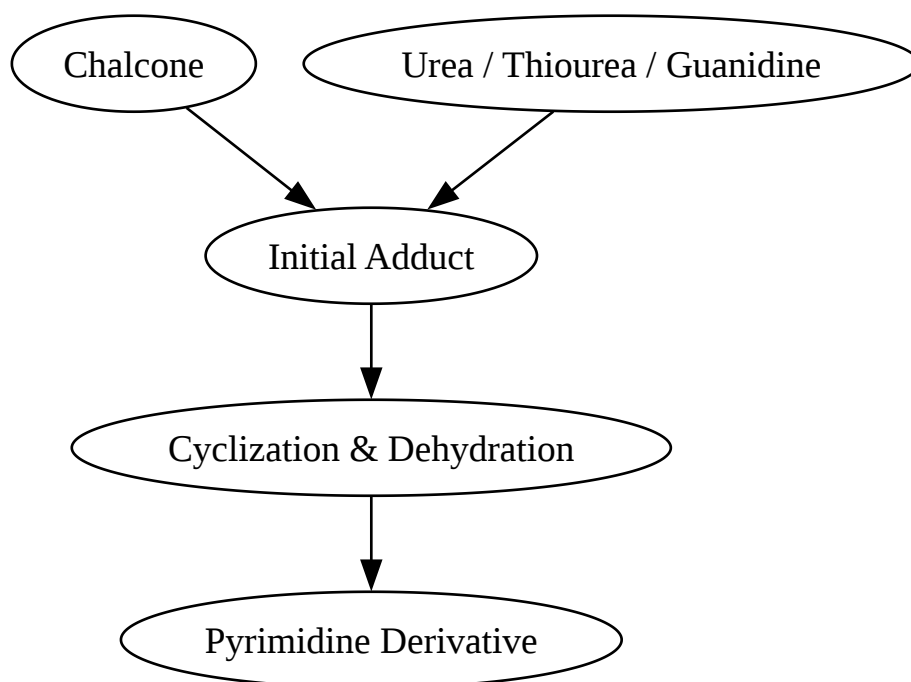 Chalcone
Urea / Thiourea / Guanidine
Initial Adduct
Cyclization & Dehydration
Pyrimidine Derivative